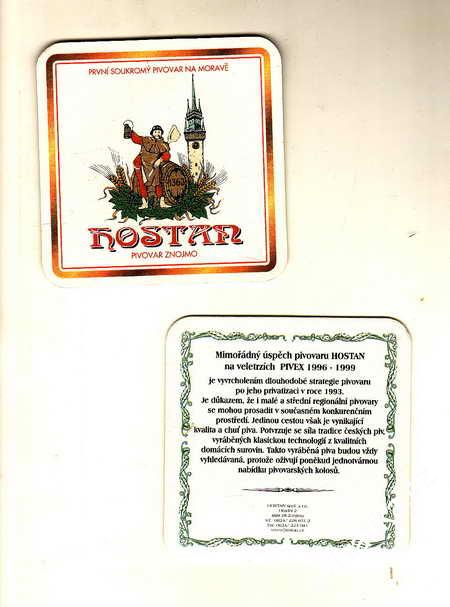 PRVNÍ SOUKROMÝ PIVOVAR NA MORAVĚ
1363
HOSTAN
PIVOVAR ZNOJMO
Mimořádný úspěch pivovaru HOSTAN
na veletrzích PIVEX 1996 - 1999
je vyvrcholením dlouhodobé strategie pivovaru
po jeho privatizaci v roce 1993.
Je důkazem, že i malé a střední regionální pivovary
se mohou prosadit v současném konkurenčním
prostředí. Jedinou cestou však je vynikající
kvalita a chuť piva. Potvrzuje se síla tradice českých piv,
vyráběných klasickou technologií z kvalitních
domácích surovin. Takto vyráběná piva budou vždy
vyhledávaná, protože oživují poněkud jednotvárnou
nabídku pivovarských kolosů.
HOSTAN spol. s r.o.